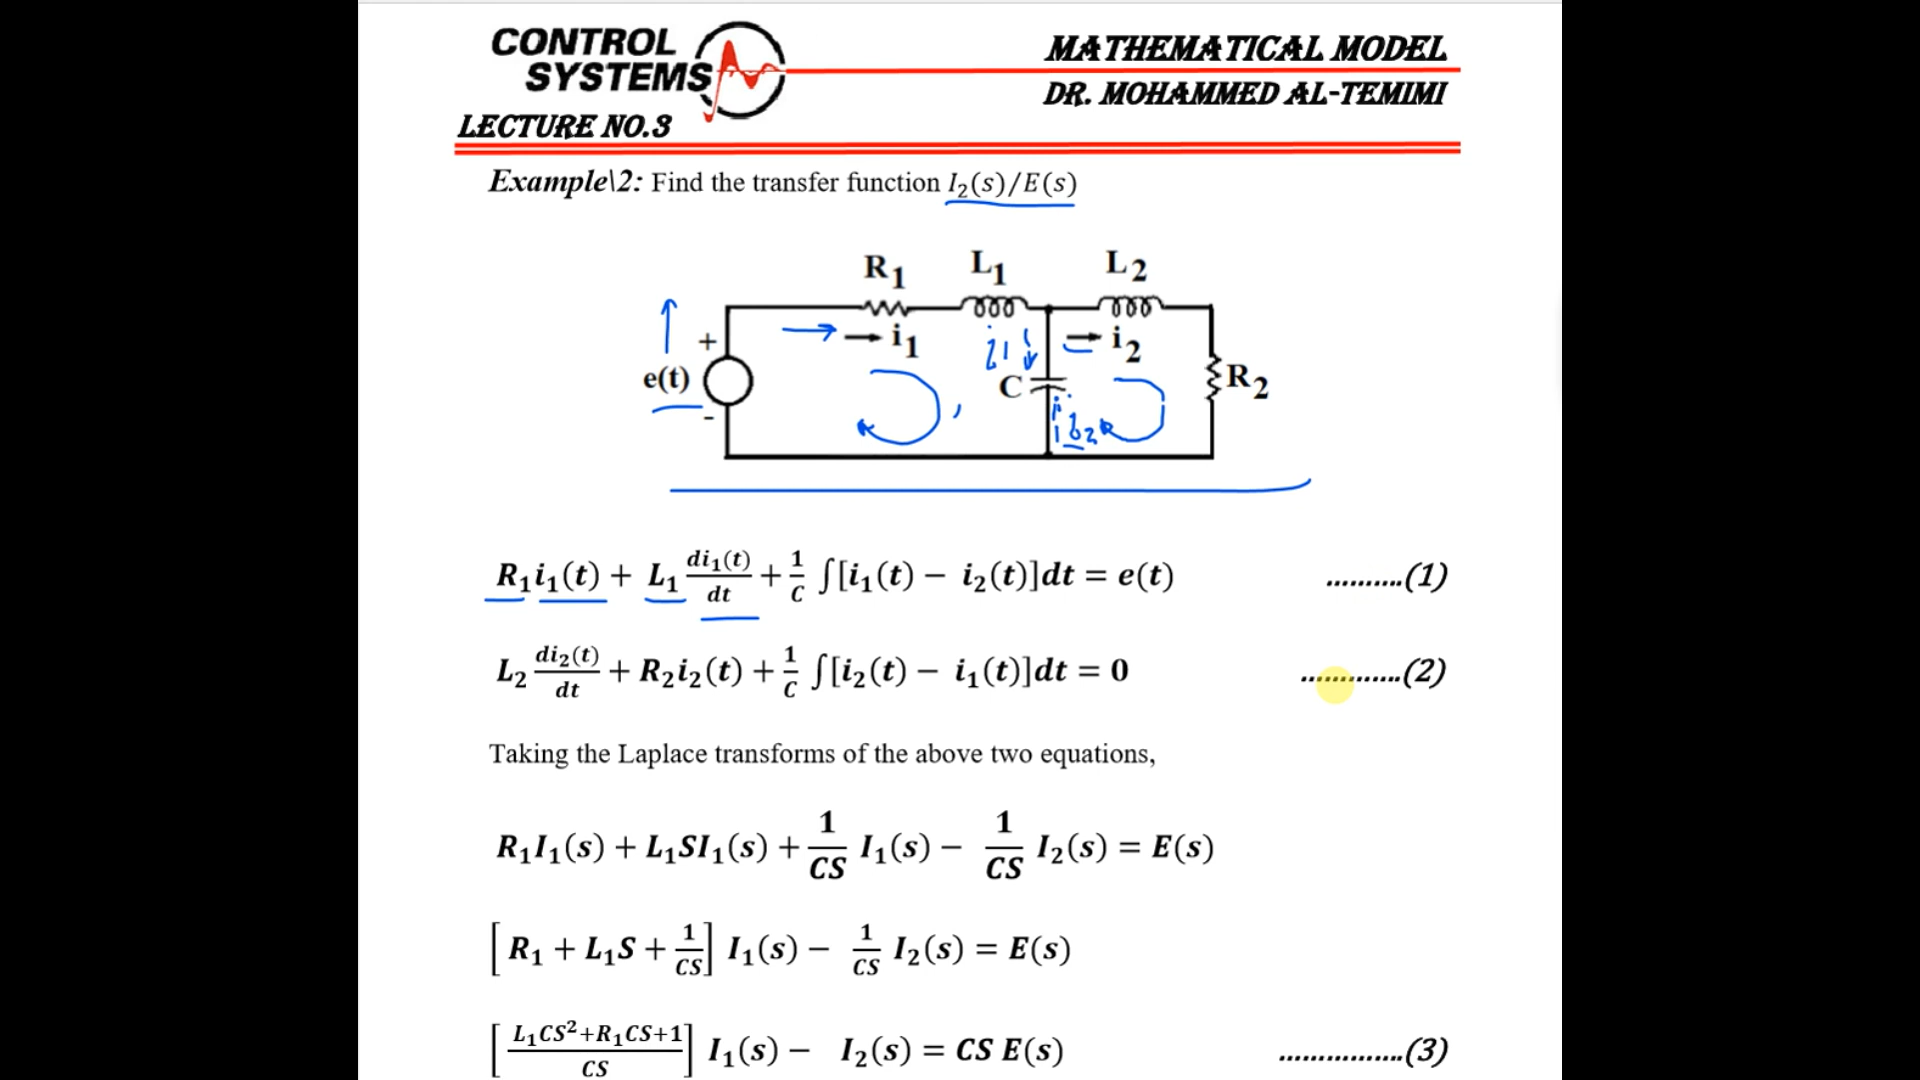 CONTROL
SYSTEMS
MATHEMATICAL MODEL
DR. MOHAMMED AL-TEMIMI
LECTURE NO.3
Example\2: Find the transfer function I₂(s)/E(s)
R₁ L₁ L₂
+ i₁ i₁ i₂
e(t) C R₂
- i₂
R₁i₁(t) + L₁ di₁(t)/dt + 1/C ∫[i₁(t) − i₂(t)]dt = e(t) ..........(1)
L₂ di₂(t)/dt + R₂i₂(t) + 1/C ∫[i₂(t) − i₁(t)]dt = 0 .............(2)
Taking the Laplace transforms of the above two equations,
R₁I₁(s) + L₁SI₁(s) + 1/CS I₁(s) − 1/CS I₂(s) = E(s)
[R₁ + L₁S + 1/CS] I₁(s) − 1/CS I₂(s) = E(s)
[L₁CS²+R₁CS+1/CS] I₁(s) − I₂(s) = CS E(s) ................(3)